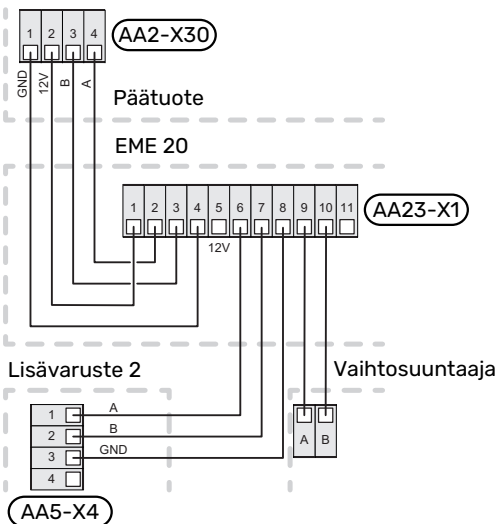 1 2 3 4 AA2-X30
GND 12V B A
Päätuote
EME 20
1 2 3 4 5 6 7 8 9 10 11 AA23-X1
12V
Lisävaruste 2
Vaihtosuuntaaja
1 A
2 B
3 GND
4
A B
AA5-X4